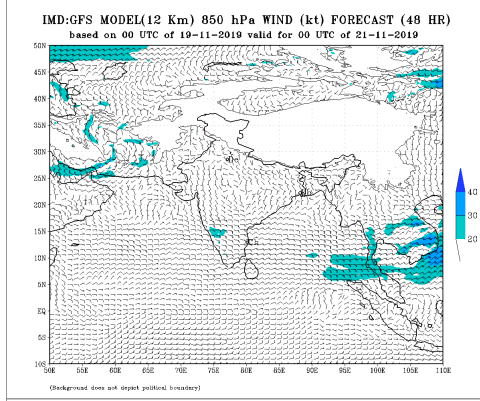 IMD:GFS MODEL(12 Km) 850 hPa WIND (kt) FORECAST (48 HR)
based on 00 UTC of 19-11-2019 valid for 00 UTC of 21-11-2019
50N
45N
40N
35N
30N
25N
20N
15N
10N
5N
EQ
5S
10S
50E 55E 60E 65E 70E 75E 80E 85E 90E 95E 100E 105E 110E
40
30
20
(Background does not depict political boundary)